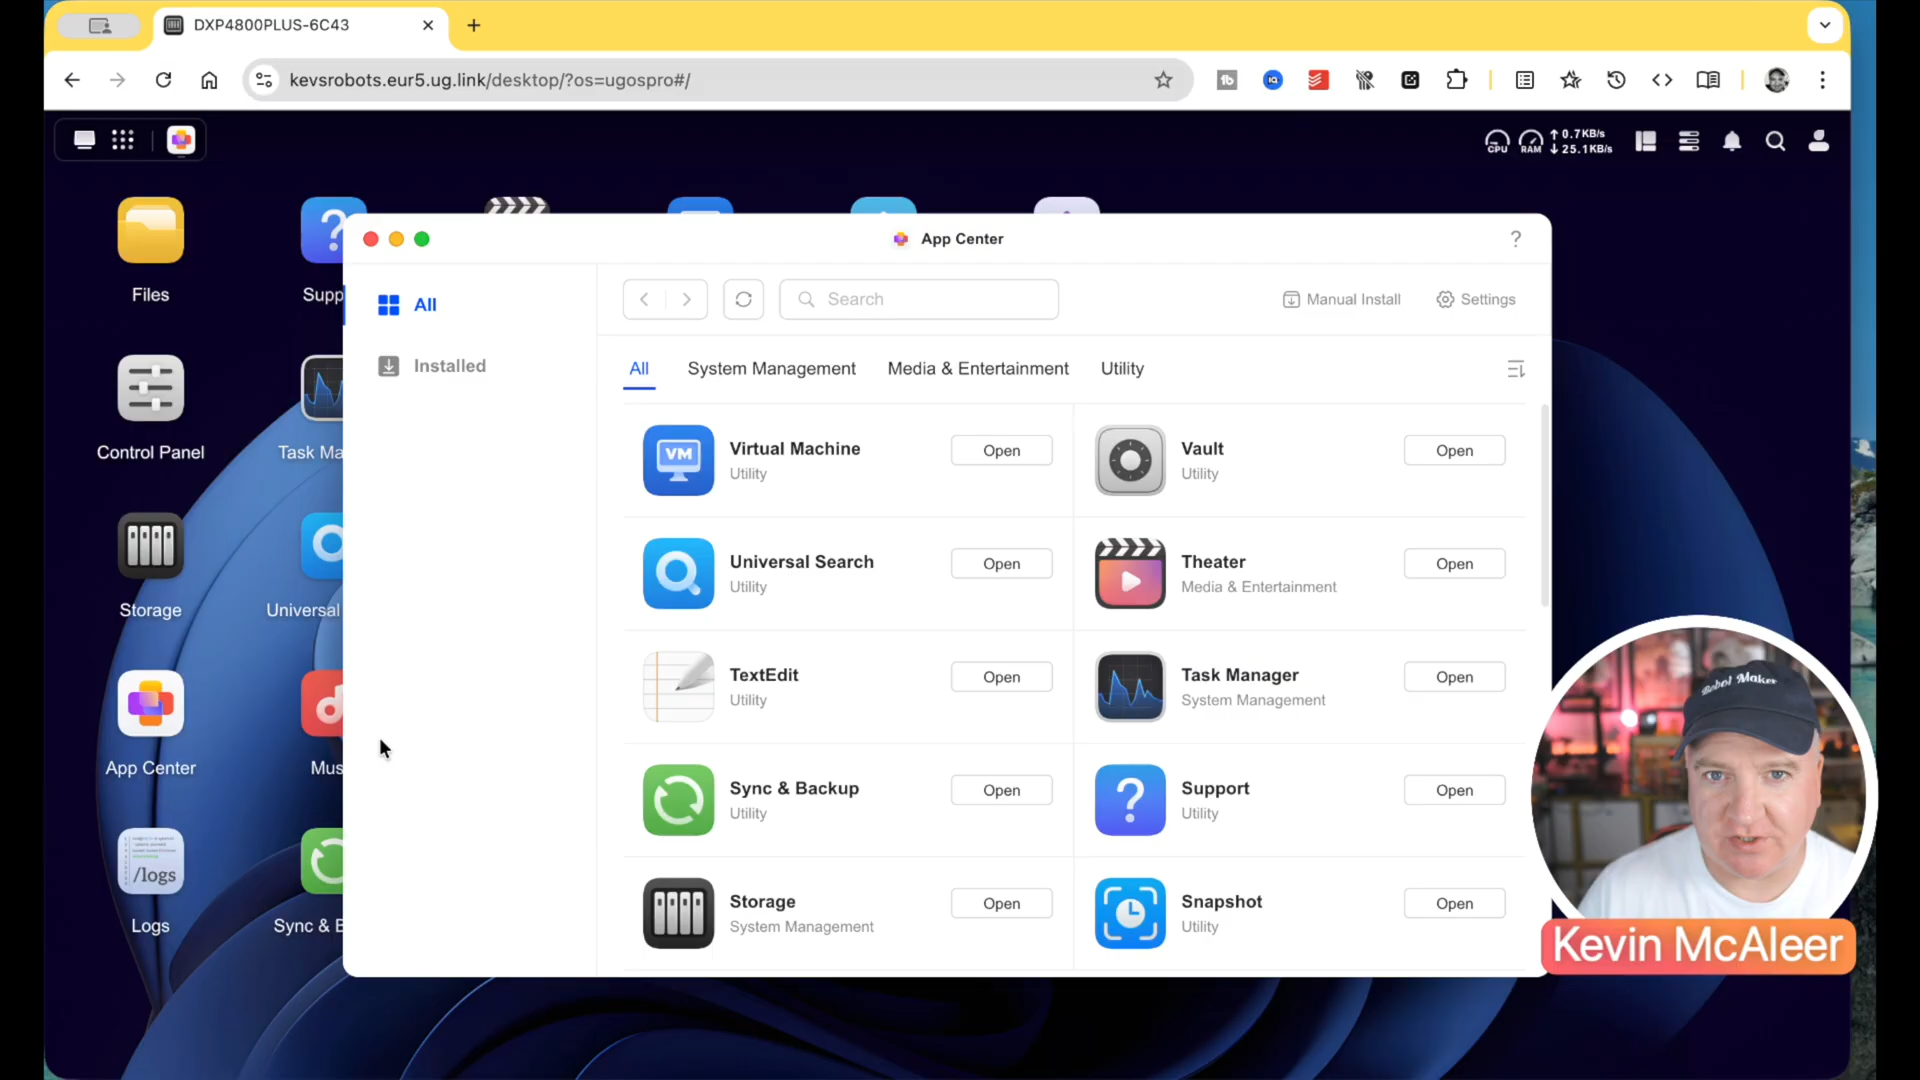 DXP4800PLUS-6C43
kevsrobots.eur5.ug.link/desktop/?os=ugospro#/
CPU
RAM
↑ 0.7KB/s
↓ 25.1KB/s
Files
Supp
Control Panel
Task Ma
Storage
Universal
App Center
Mus
/logs
Logs
Sync & B
App Center
?
All
Installed
Search
Manual Install
Settings
All
System Management
Media & Entertainment
Utility
VM
Virtual Machine
Utility
Open
Vault
Utility
Open
Universal Search
Utility
Open
Theater
Media & Entertainment
Open
TextEdit
Utility
Open
Task Manager
System Management
Open
Sync & Backup
Utility
Open
?
Support
Utility
Open
Storage
System Management
Open
Snapshot
Utility
Open
Robot Maker
Kevin McAleer